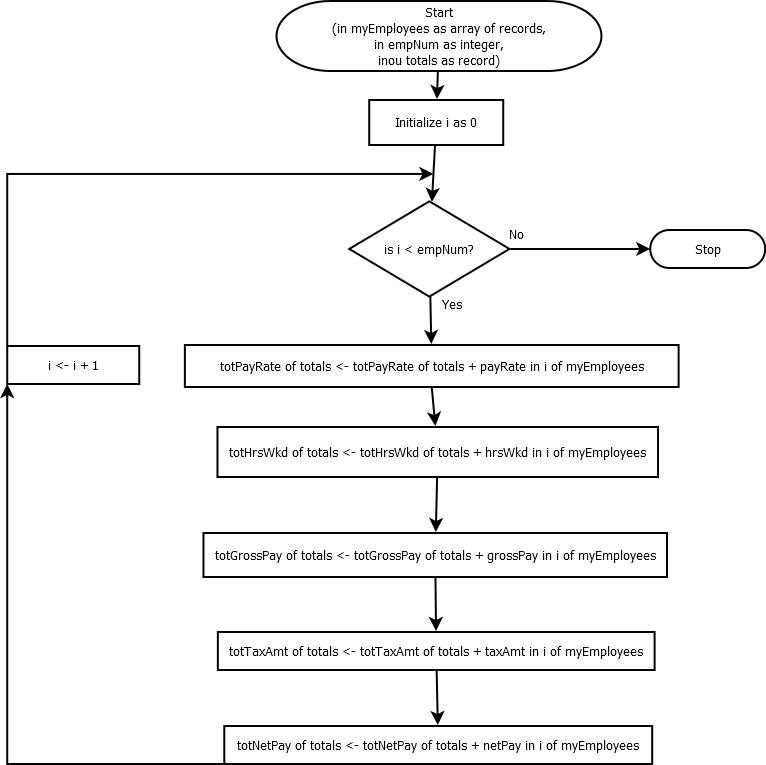 Start
(in myEmployees as array of records,
in empNum as integer,
inou totals as record)
Initialize i as 0
is i < empNum?
No
Stop
Yes
i <- i + 1
totPayRate of totals <- totPayRate of totals + payRate in i of myEmployees
totHrsWkd of totals <- totHrsWkd of totals + hrsWkd in i of myEmployees
totGrossPay of totals <- totGrossPay of totals + grossPay in i of myEmployees
totTaxAmt of totals <- totTaxAmt of totals + taxAmt in i of myEmployees
totNetPay of totals <- totNetPay of totals + netPay in i of myEmployees